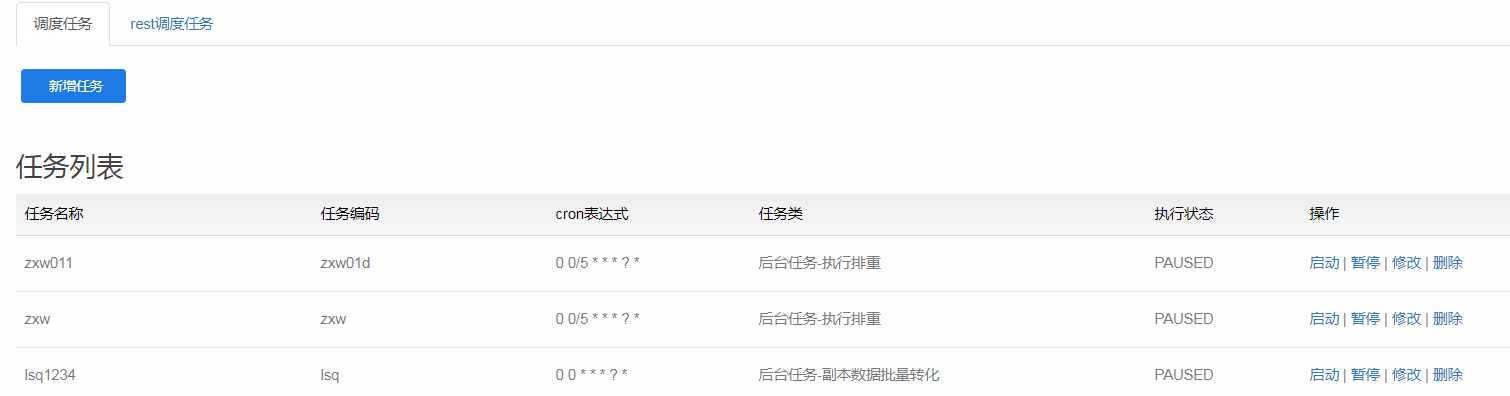 调度任务 rest调度任务
新增任务
任务列表
任务名称 任务编码 cron表达式 任务类 执行状态 操作
zxw011 zxw01d 0 0/5 * * * ? * 后台任务-执行排重 PAUSED 启动 | 暂停 | 修改 | 删除
zxw zxw 0 0/5 * * * ? * 后台任务-执行排重 PAUSED 启动 | 暂停 | 修改 | 删除
lsq1234 lsq 0 0 * * * ? * 后台任务-副本数据批量转化 PAUSED 启动 | 暂停 | 修改 | 删除